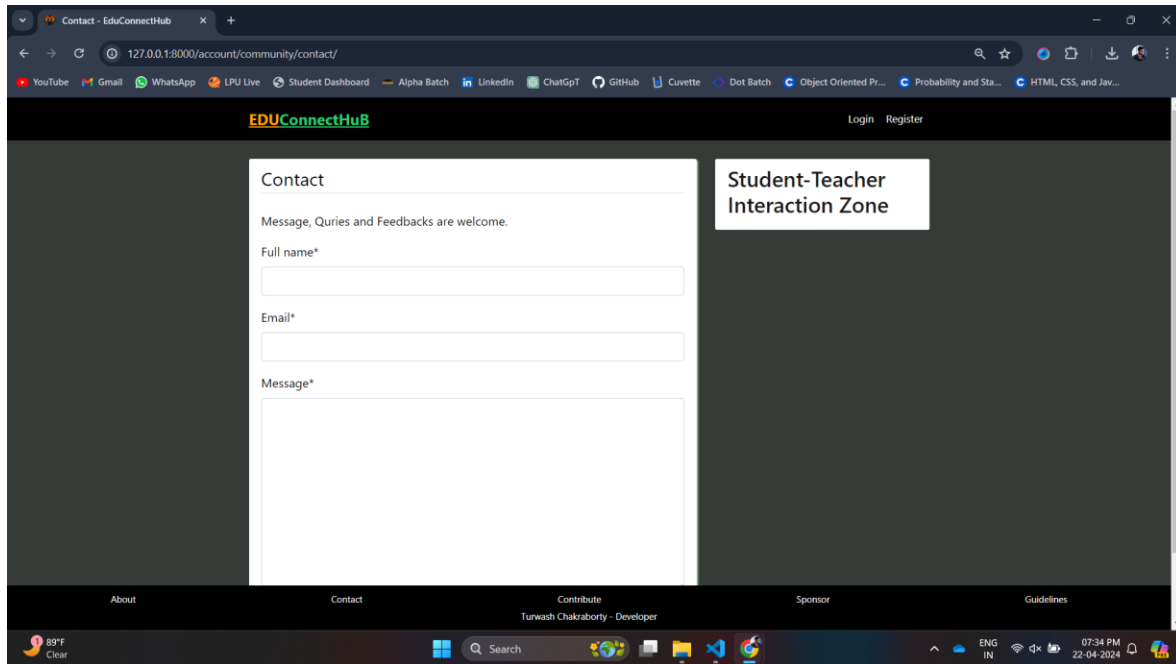 Contact - EduConnectHub
127.0.0.1:8000/account/community/contact/
YouTube Gmail WhatsApp LPU Live Student Dashboard Alpha Batch LinkedIn ChatGpT GitHub Cuvette Dot Batch Object Oriented Pr... Probability and Sta... HTML, CSS, and Jav...
EDUConnectHuB Login Register
Contact
Message, Quries and Feedbacks are welcome.
Full name*
Email*
Message*
Student-Teacher
Interaction Zone
About Contact Contribute Sponsor Guidelines
Turwash Chakraborty - Developer
1 89°F
Clear
Search
ENG
IN
07:34 PM
22-04-2024